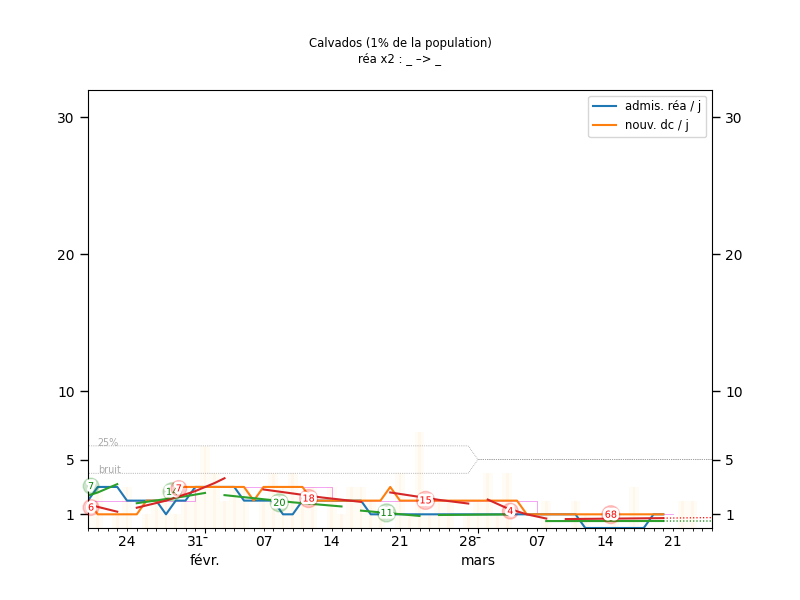 Calvados (1% de la population)
réa x2 : _ –> _
admis. réa / j
nouv. dc / j
30 30
20 20
10 10
25%
5 5
bruit
7 7 6 20 18 11 15 4 68
1 1
24 31 07 14 21 28 07 14 21
févr. mars